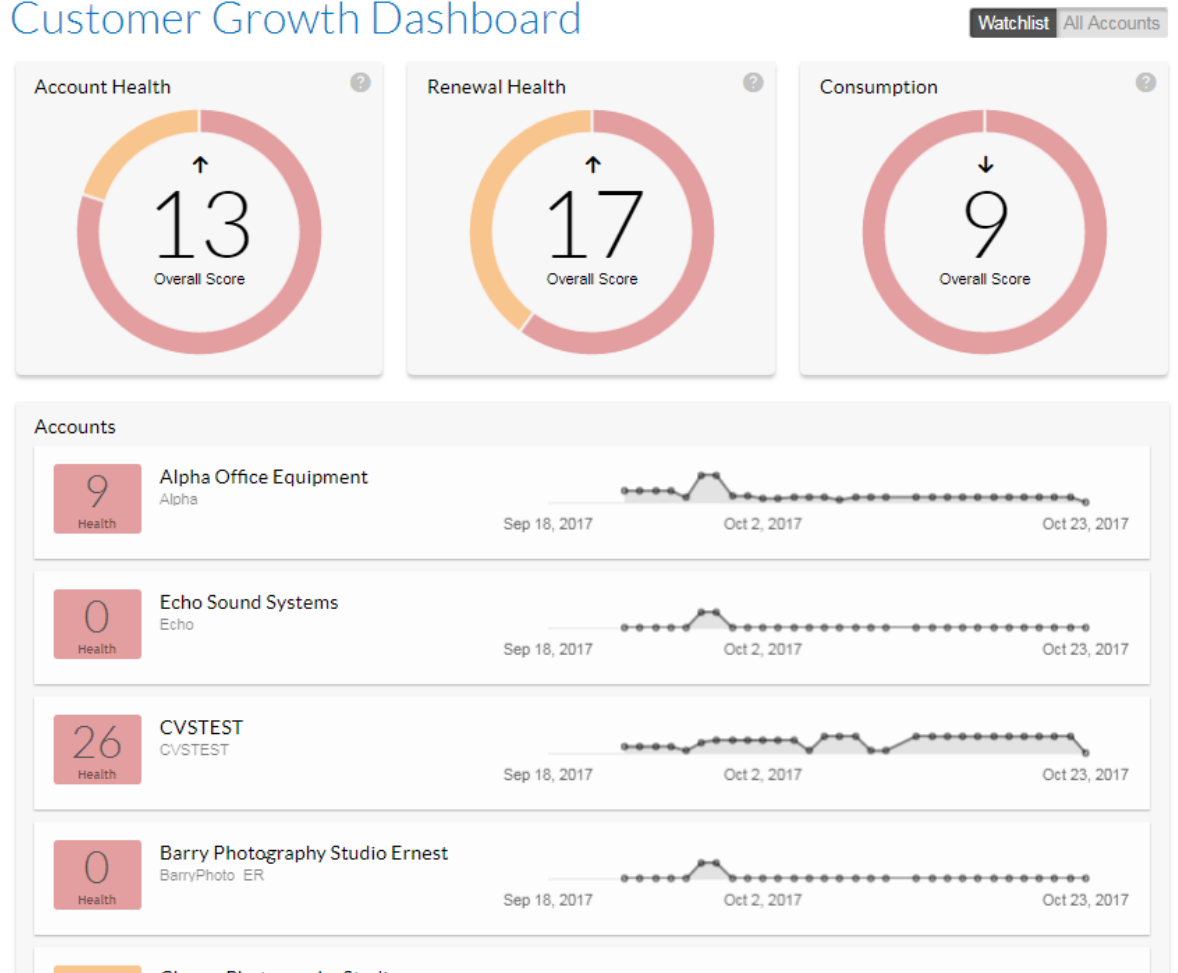 Customer Growth Dashboard
Watchlist All Accounts
Account Health ?
↑
13
Overall Score
Renewal Health ?
↑
17
Overall Score
Consumption ?
↓
9
Overall Score
Accounts
9
Health
Alpha Office Equipment
Alpha
Sep 18, 2017 Oct 2, 2017 Oct 23, 2017
0
Health
Echo Sound Systems
Echo
Sep 18, 2017 Oct 2, 2017 Oct 23, 2017
26
Health
CVSTEST
CVSTEST
Sep 18, 2017 Oct 2, 2017 Oct 23, 2017
0
Health
Barry Photography Studio Ernest
BarryPhoto ER
Sep 18, 2017 Oct 2, 2017 Oct 23, 2017